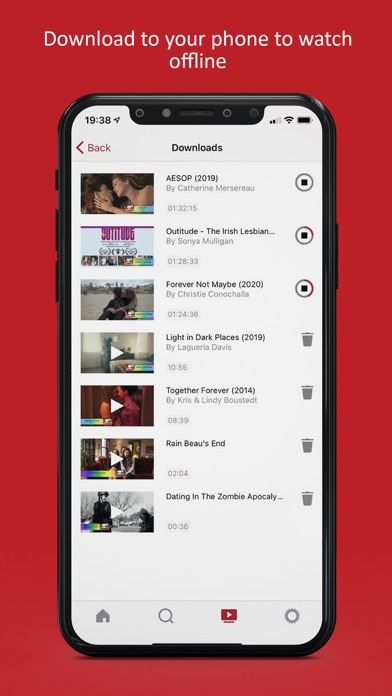 Download to your phone to watch
offline
19:38
Back
Downloads
AESOP (2019)
By Catherine Mersereau
01:32:15
OUTITUDE
Outitude - The Irish Lesbian...
By Sonya Mulligan
01:28:33
Forever Not Maybe (2020)
By Christie Conochalla
01:24:36
Light in Dark Places (2019)
By Lagueria Davis
10:55
Together Forever (2014)
By Kris & Lindy Boustedt
08:39
Rain Beau's End
02:04
Dating In The Zombie Apocaly...
00:36